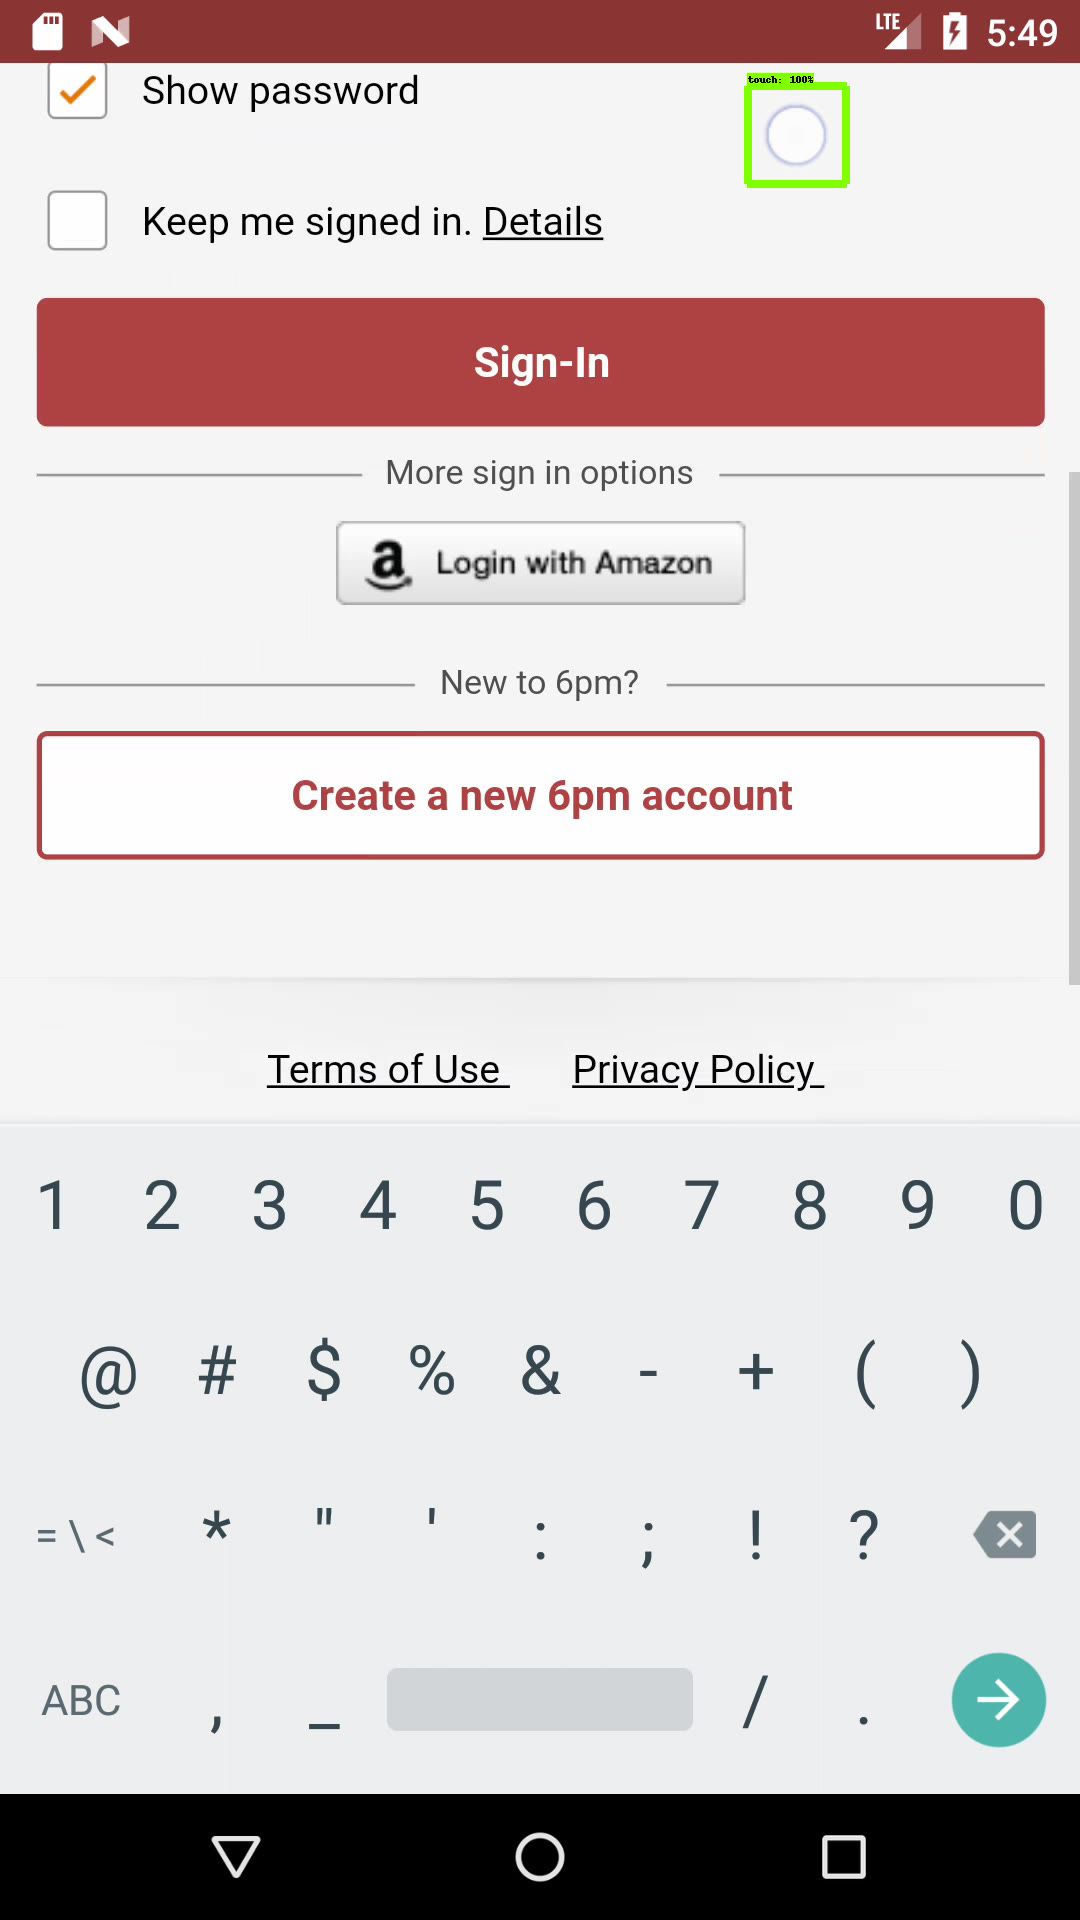 LTE 5:49
touch: 100%
Show password
Keep me signed in. Details
Sign-In
More sign in options
a Login with Amazon
New to 6pm?
Create a new 6pm account
Terms of Use Privacy Policy
1 2 3 4 5 6 7 8 9 0
@ # $ % & - + ( )
= \ < * " ' : ; ! ?
ABC , _ / .